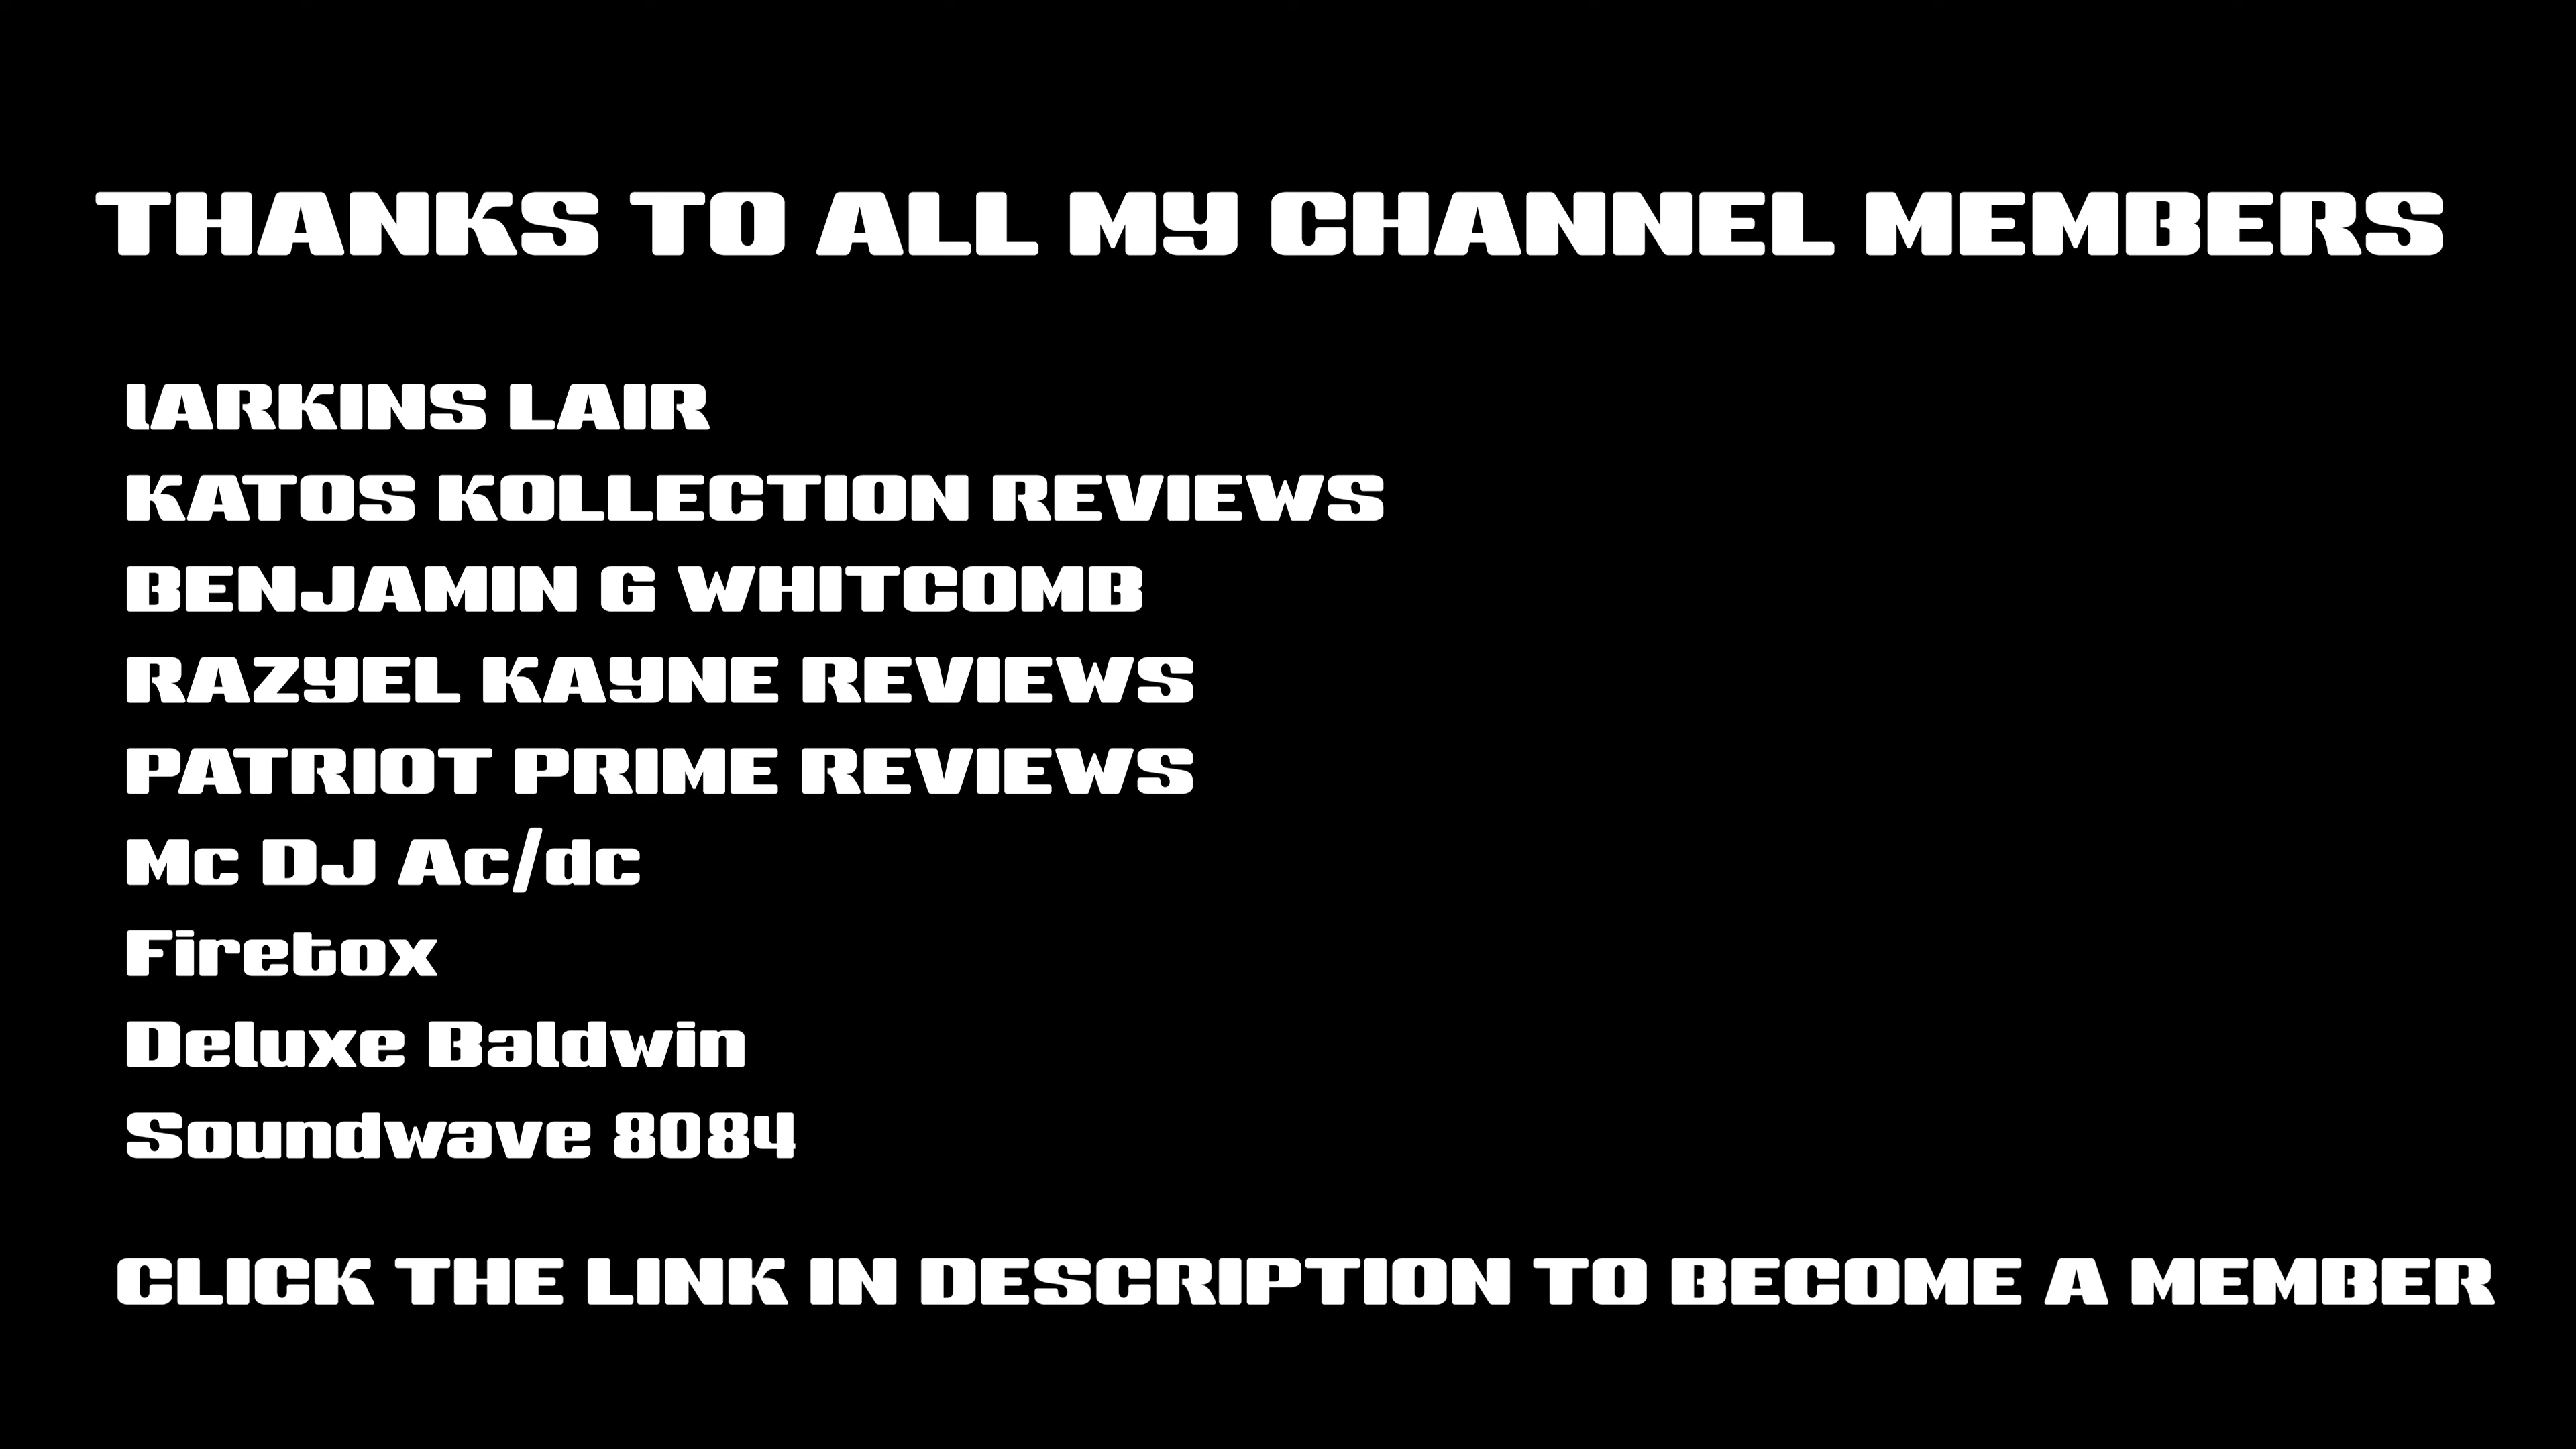 THANKS TO ALL MY CHANNEL MEMBERS
lARKINS LAIR
KATOS KOLLECTION REVIEWS
BENJAMIN G WHITCOMB
RAZYEL KAYNE REVIEWS
PATRIOT PRIME REVIEWS
Mc DJ Ac/dc
Firetox
Deluxe Baldwin
Soundwave 8084
CLICK THE LINK IN DESCRIPTION TO BECOME A MEMBER